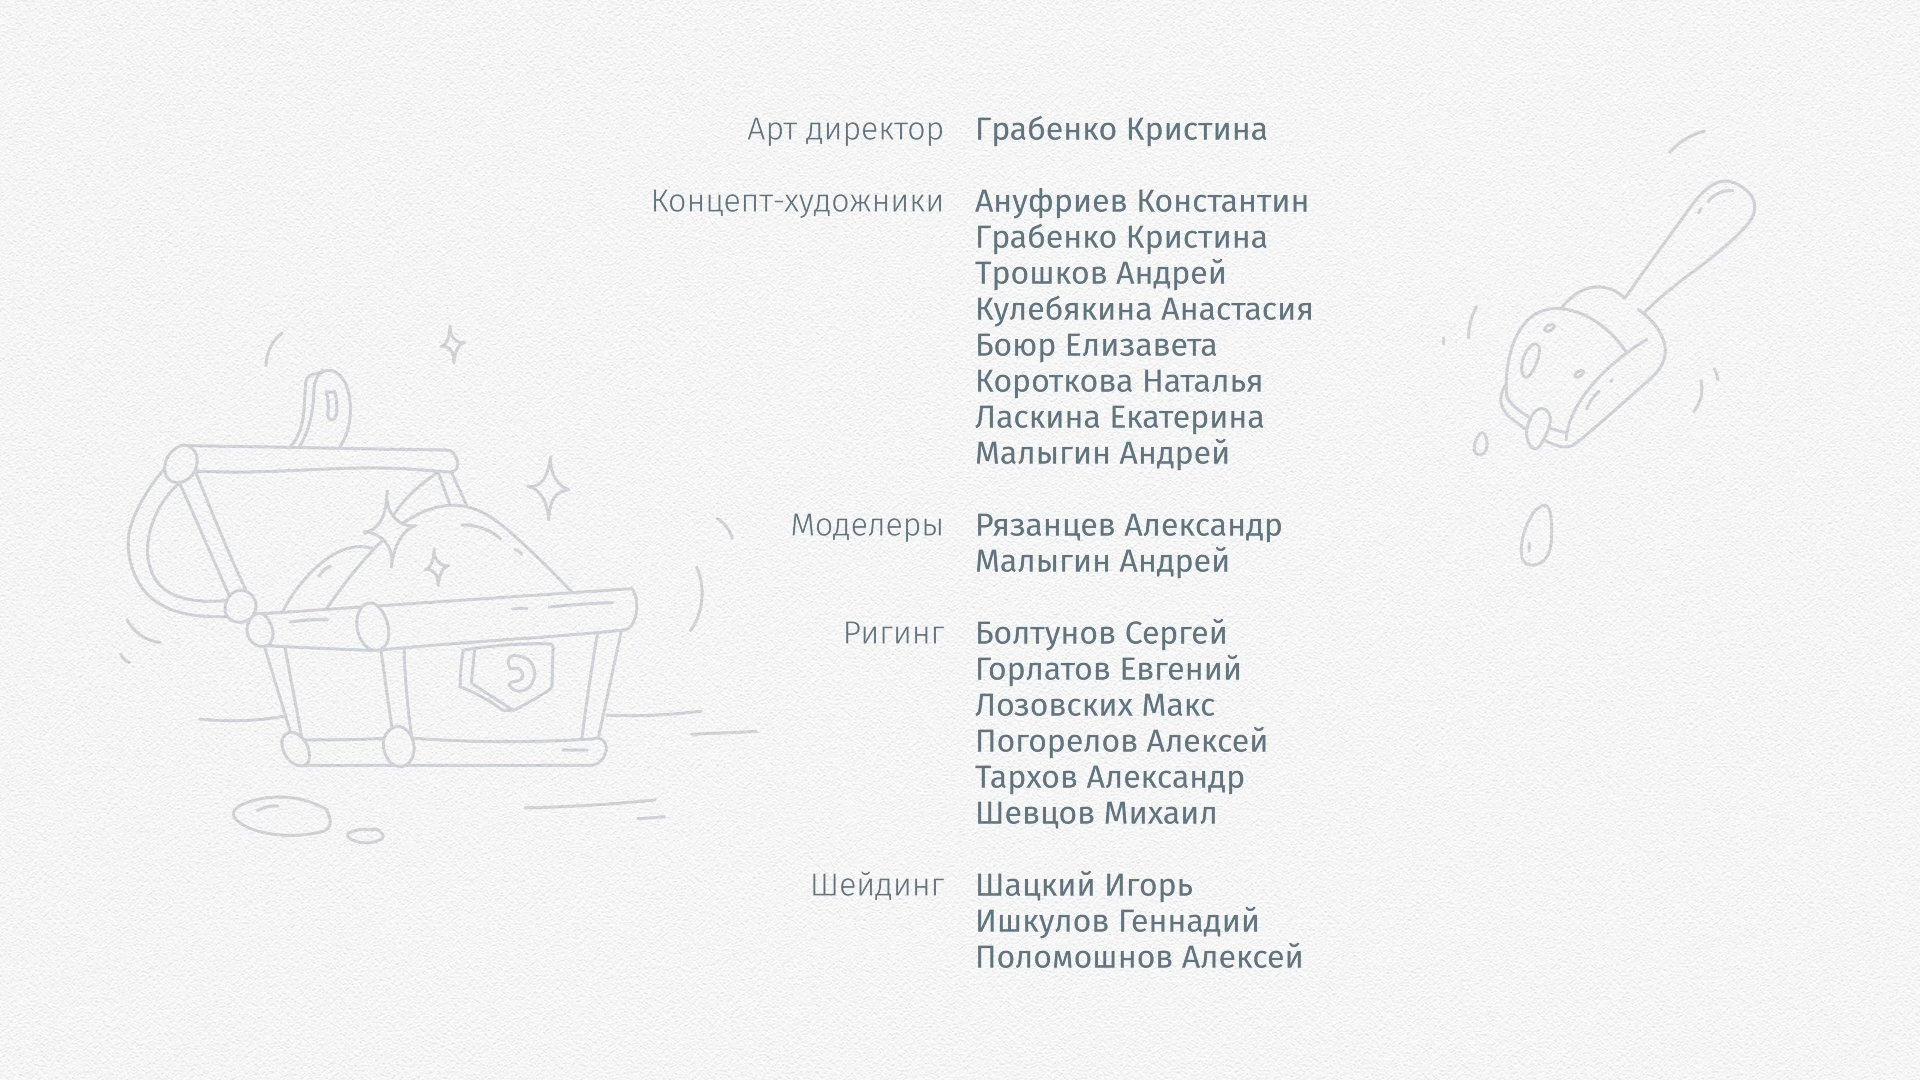 Арт директор Грабенко Кристина
Концепт-художники Ануфриев Константин
Грабенко Кристина
Трошков Андрей
Кулебякина Анастасия
Боюр Елизавета
Короткова Наталья
Ласкина Екатерина
Малыгин Андрей
Моделеры Рязанцев Александр
Малыгин Андрей
Ригинг Болтунов Сергей
Горлатов Евгений
Лозовских Макс
Погорелов Алексей
Тархов Александр
Шевцов Михаил
Шейдинг Шацкий Игорь
Ишкулов Геннадий
Поломошнов Алексей